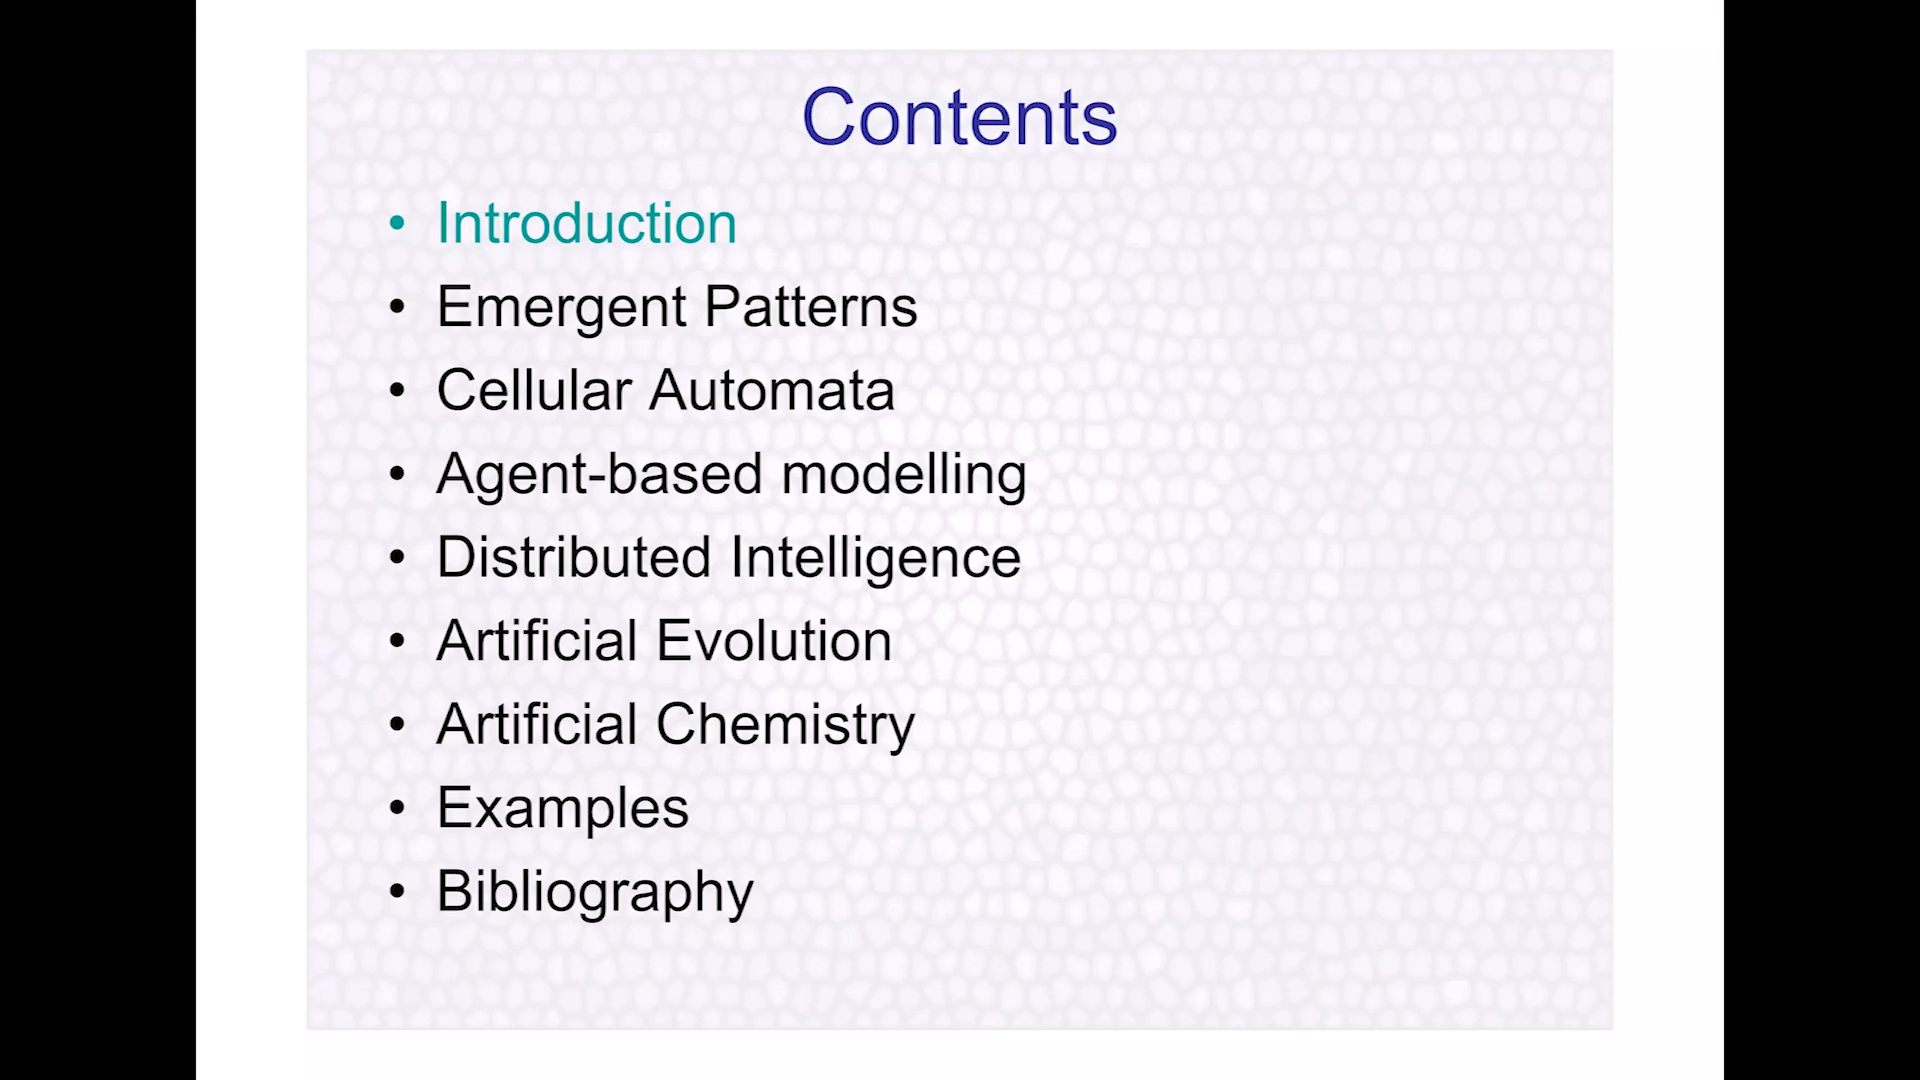 Contents
• Introduction
• Emergent Patterns
• Cellular Automata
• Agent-based modelling
• Distributed Intelligence
• Artificial Evolution
• Artificial Chemistry
• Examples
• Bibliography